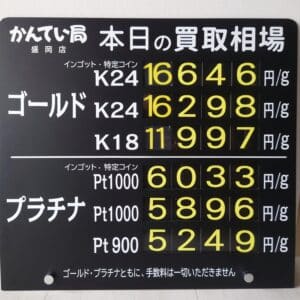 かんてい局 盛岡店 本日の買取相場
インゴット・特定コイン
K24 16646 円/g
ゴールド K24 16298 円/g
K18 11997 円/g
インゴット・特定コイン
Pt1000 6033 円/g
プラチナ Pt1000 5896 円/g
Pt900 5249 円/g
ゴールド・プラチナともに、手数料は一切いただきません